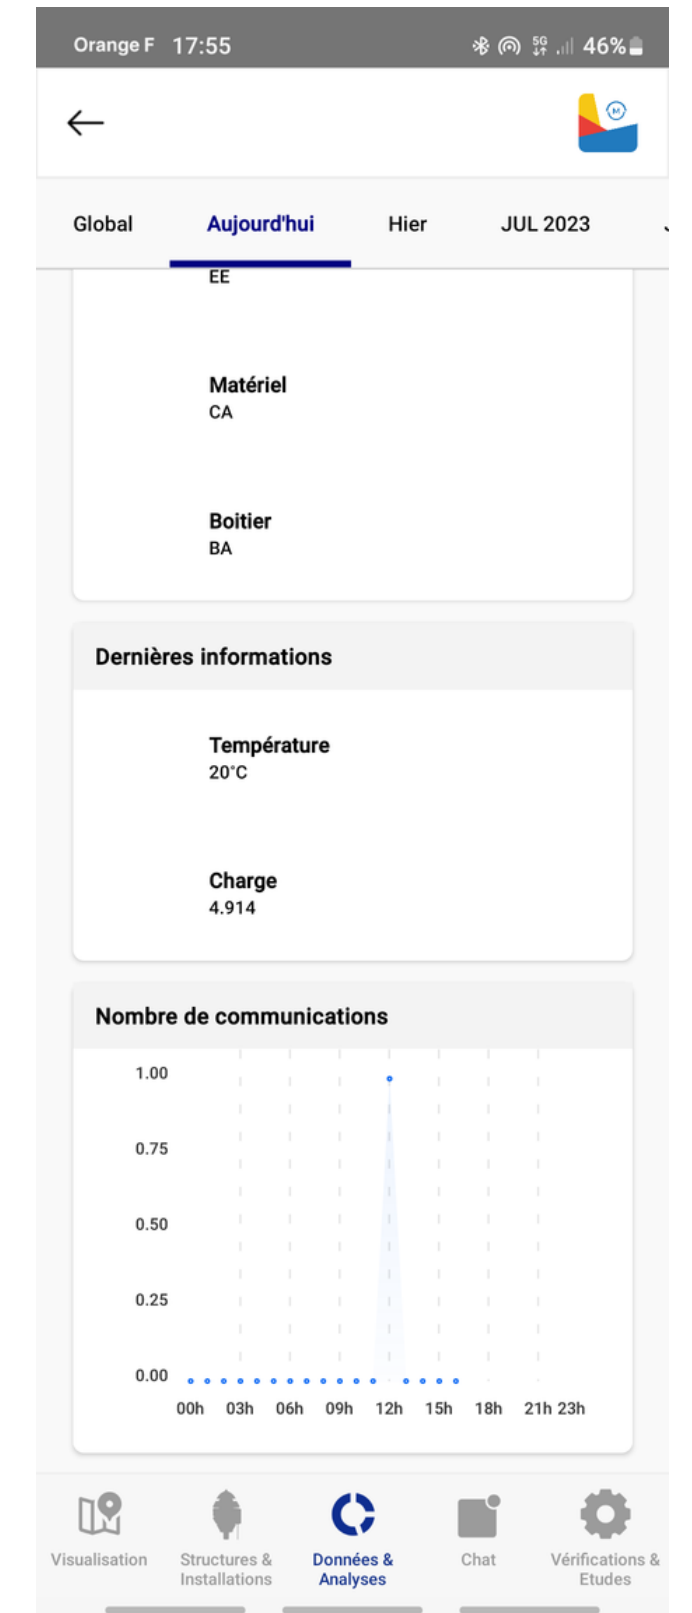 Orange F 17:55 5G 46%
M
Global Aujourd'hui Hier JUL 2023
EE
Matériel
CA
Boitier
BA
Dernières informations
Température
20°C
Charge
4.914
Nombre de communications
1.00
0.75
0.50
0.25
0.00
00h 03h 06h 09h 12h 15h 18h 21h 23h
Visualisation
Structures &
Installations
Données &
Analyses
Chat
Vérifications &
Etudes